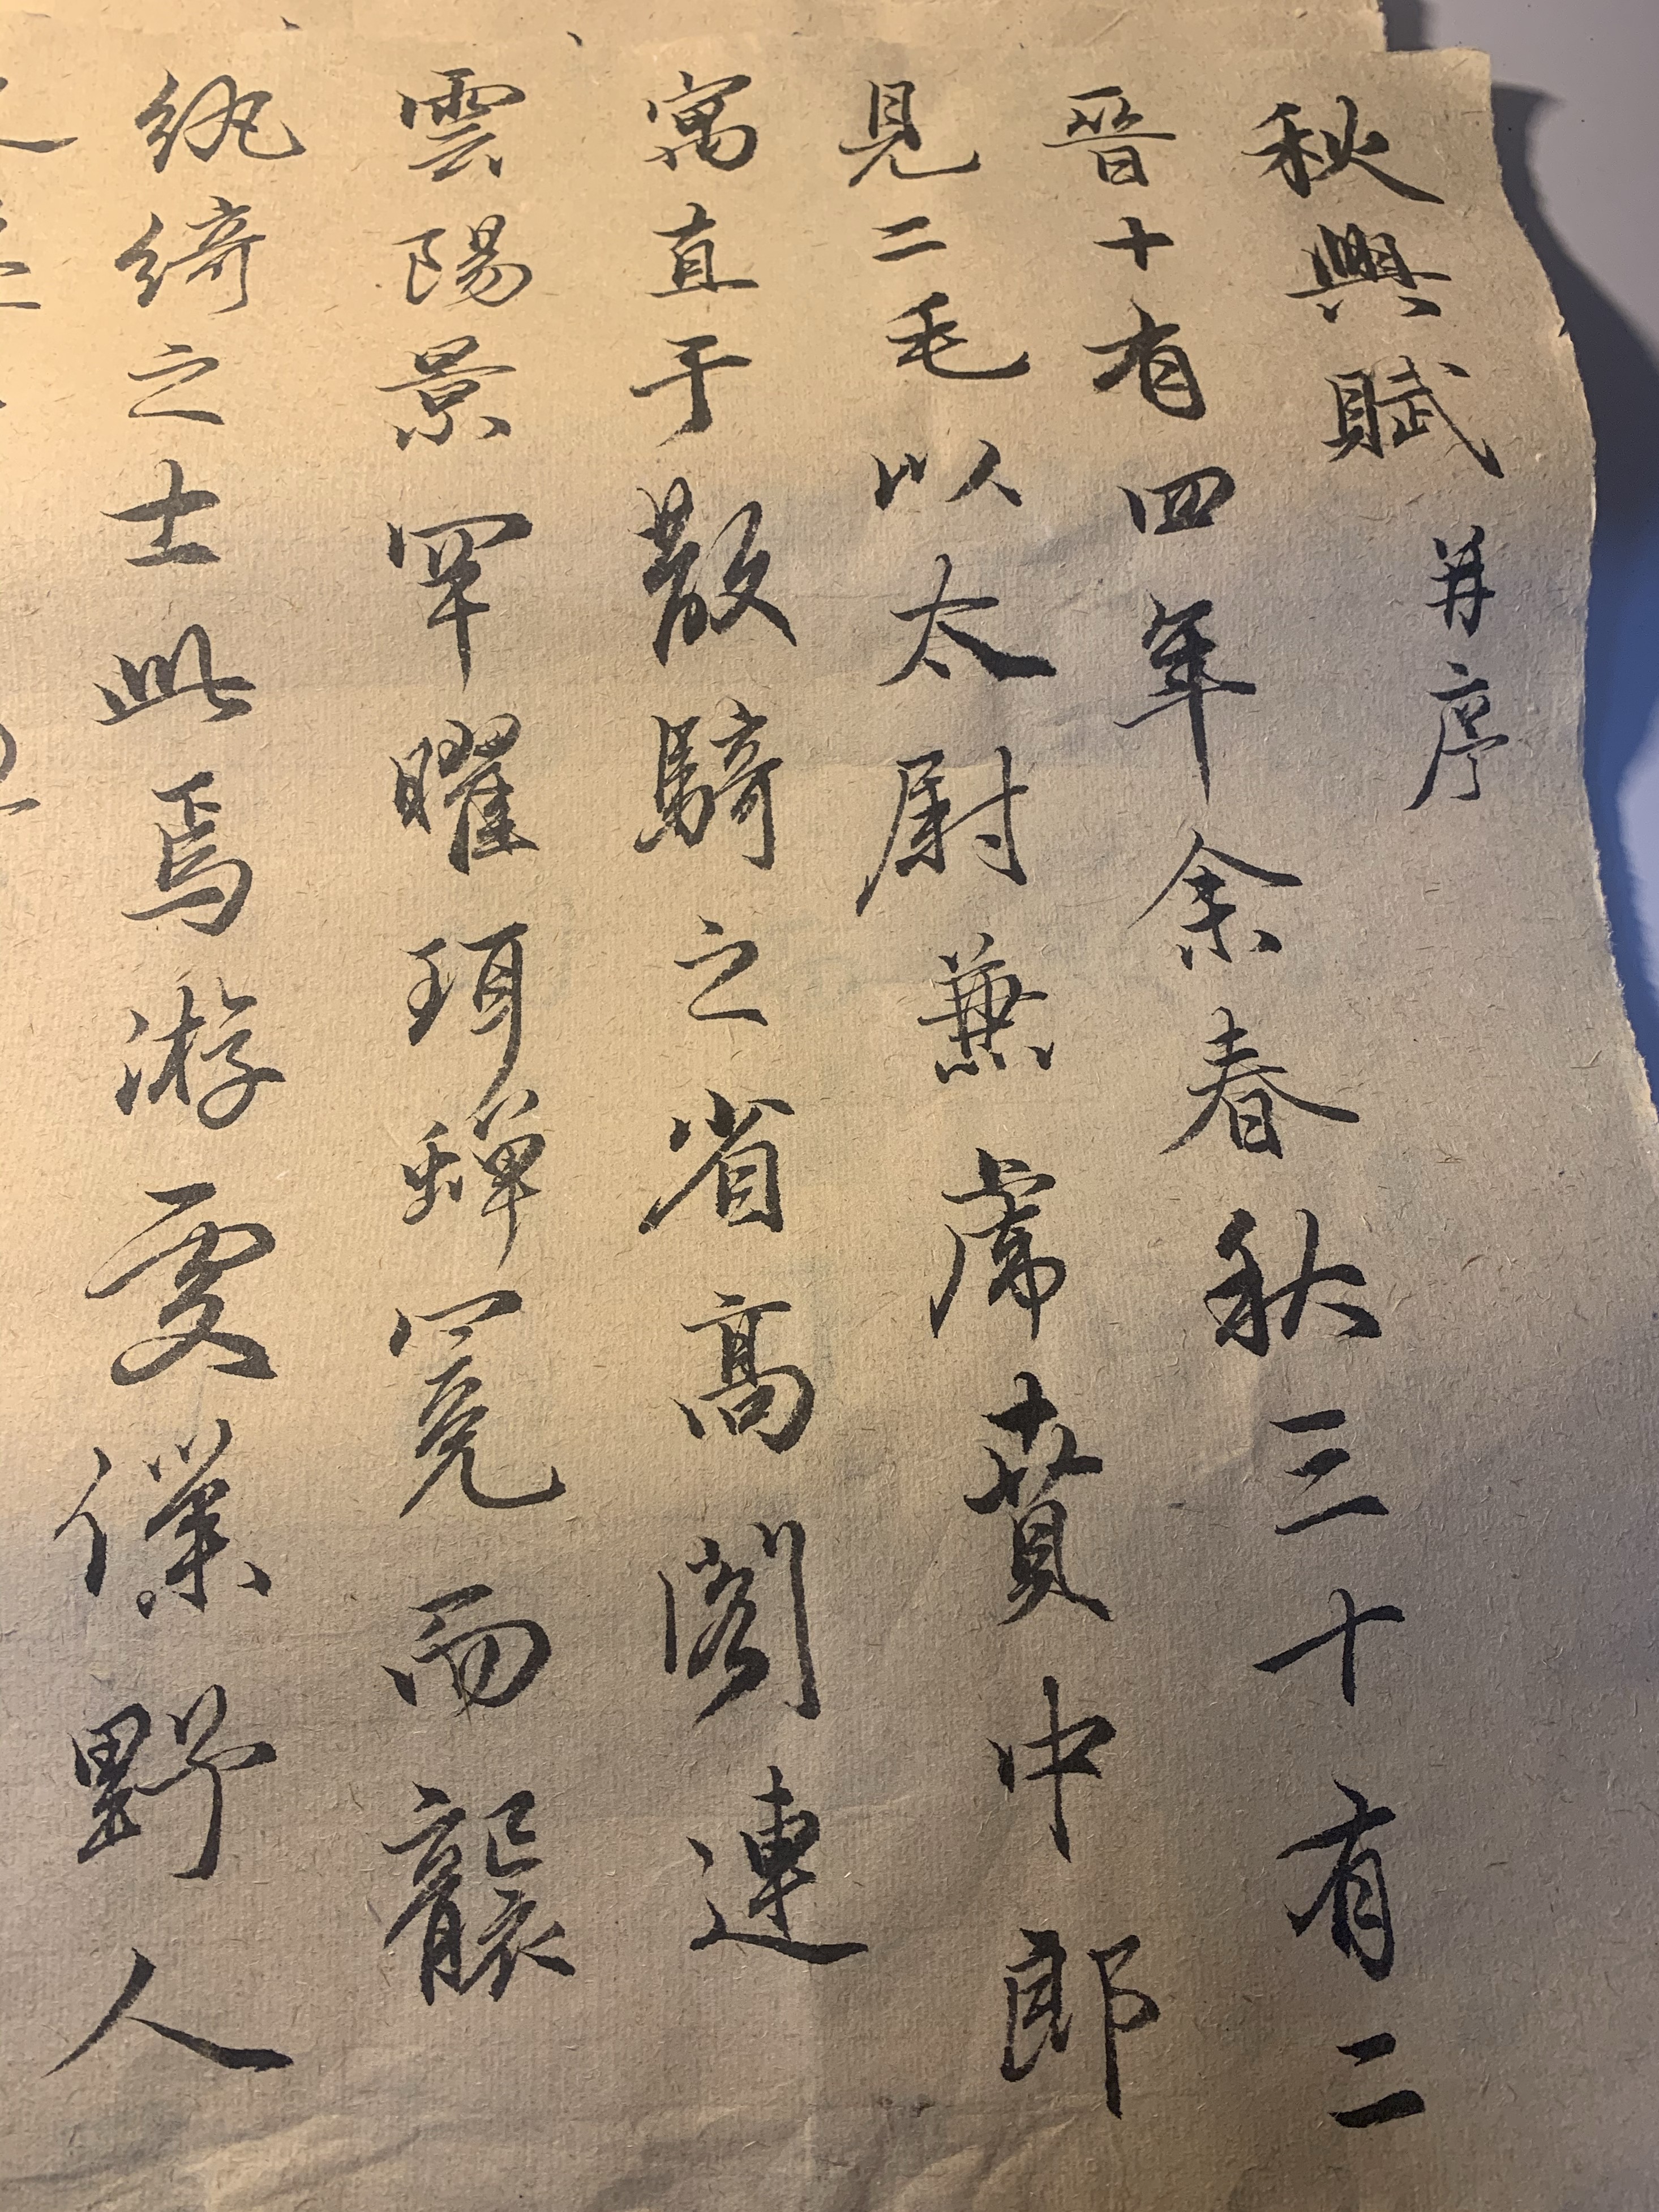 秋興賦 并序
晉十有四年余春秋三十有二
見二毛以太尉兼虎賁中郎
寓直于散騎之省高閣連
雲陽景罕曜珥蟬冕而襲
紈綺之士此焉游處僕野人